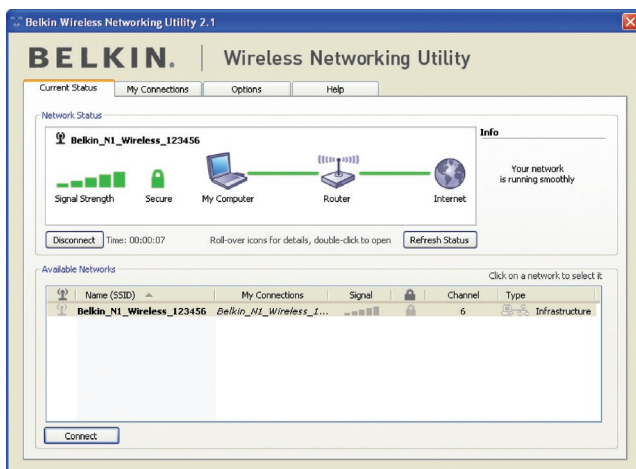 Belkin Wireless Networking Utility 2.1
BELKIN. | Wireless Networking Utility
Current Status My Connections Options Help
Network Status
Belkin_N1_Wireless_123456
Info
Your network
is running smoothly
Signal Strength Secure My Computer Router Internet
Disconnect Time: 00:00:07 Roll-over icons for details, double-click to open Refresh Status
Available Networks
Click on a network to select it
Name (SSID) My Connections Signal Channel Type
Belkin_N1_Wireless_123456 Belkin_N1_Wireless_1... 6 Infrastructure
Connect